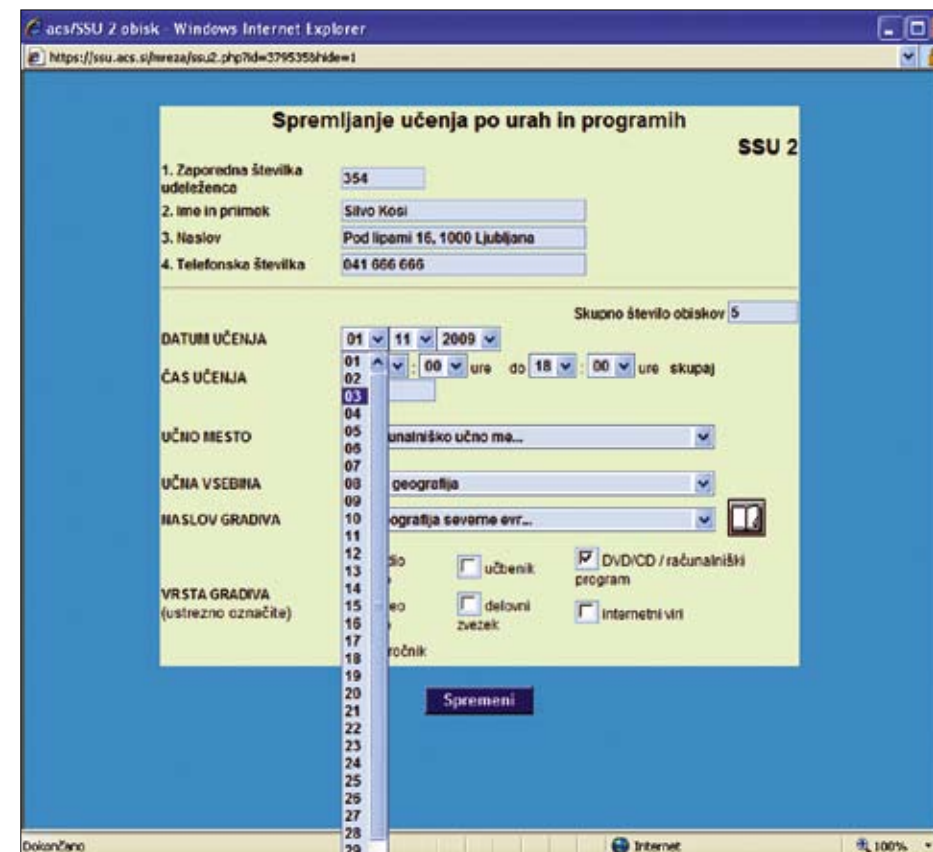 acs/SSU 2 obisk - Windows Internet Explorer
https://ssu.acs.si/mreza/ssu2.php?id=379535&hide=1
Spremljanje učenja po urah in programih
SSU 2
1. Zaporedna številka udeleženca 354
2. Ime in priimek Silvo Kosi
3. Naslov Pod lipami 16, 1000 Ljubljana
4. Telefonska številka 041 666 666
Skupno število obiskov 5
DATUM UČENJA 01 11 2009
ČAS UČENJA : 00 ure do 18 : 00 ure skupaj
UČNO MESTO unalniško učno me...
UČNA VSEBINA geografija
NASLOV GRADIVA ografija severne evr...
VRSTA GRADIVA
(ustrezno označite)
dio
učbenik
DVD/CD / računalniški
program
eo
delovni
zvezek
internetni viri
ročnik
01
02
03
04
05
06
07
08
09
10
11
12
13
14
15
16
17
18
19
20
21
22
23
24
25
26
27
28
29
Spremeni
Dokončano
Internet
100%